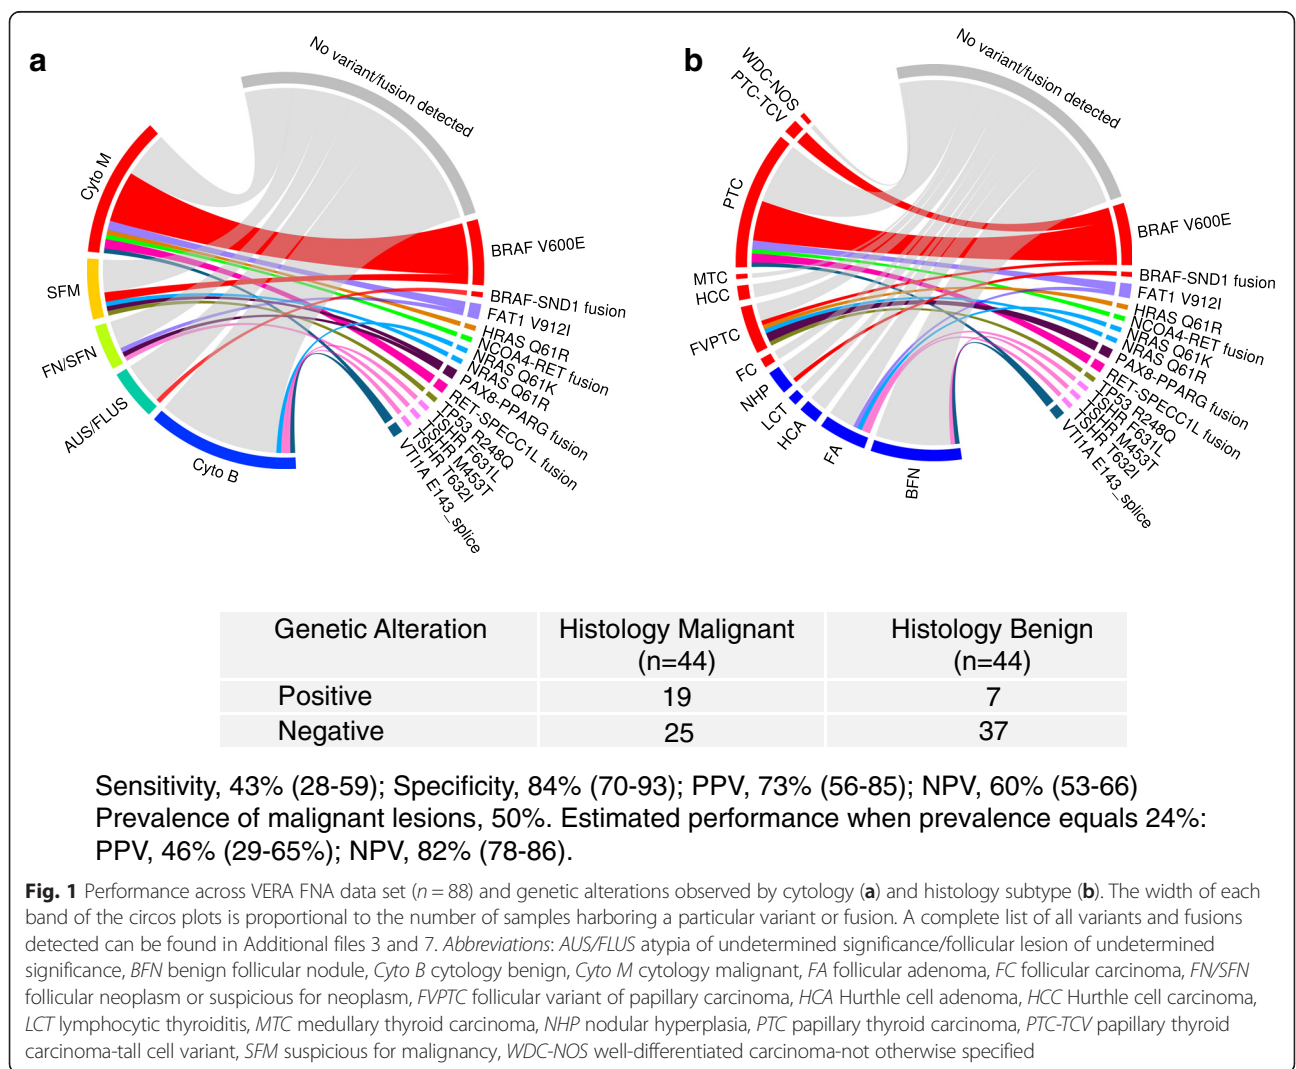 a
No variant/fusion detected
Cyto M
SFM
FN/SFN
AUS/FLUS
Cyto B
BRAF V600E
BRAF-SND1 fusion
FAT1 V912I
HRAS Q61R
NCOA4-RET fusion
NRAS Q61K
NRAS Q61R
PAX8-PPARG fusion
RET-SPECC1L fusion
TP53 R248Q
TSHR F631L
TSHR M453T
TSHR T632I
VTI1A E143_splice
b
No variant/fusion detected
WDC-NOS
PTC-TCV
PTC
MTC
HCC
FVPTC
FC
NHP
LCT
HCA
FA
BFN
BRAF V600E
BRAF-SND1 fusion
FAT1 V912I
HRAS Q61R
NCOA4-RET fusion
NRAS Q61K
NRAS Q61R
PAX8-PPARG fusion
RET-SPECC1L fusion
TP53 R248Q
TSHR F631L
TSHR M453T
TSHR T632I
VTI1A E143_splice
Genetic Alteration Histology Malignant Histology Benign
(n=44) (n=44)
Positive 19 7
Negative 25 37
Sensitivity, 43% (28-59); Specificity, 84% (70-93); PPV, 73% (56-85); NPV, 60% (53-66)
Prevalence of malignant lesions, 50%. Estimated performance when prevalence equals 24%:
PPV, 46% (29-65%); NPV, 82% (78-86).
Fig. 1 Performance across VERA FNA data set (n = 88) and genetic alterations observed by cytology (a) and histology subtype (b). The width of each
band of the circos plots is proportional to the number of samples harboring a particular variant or fusion. A complete list of all variants and fusions
detected can be found in Additional files 3 and 7. Abbreviations: AUS/FLUS atypia of undetermined significance/follicular lesion of undetermined
significance, BFN benign follicular nodule, Cyto B cytology benign, Cyto M cytology malignant, FA follicular adenoma, FC follicular carcinoma, FN/SFN
follicular neoplasm or suspicious for neoplasm, FVPTC follicular variant of papillary carcinoma, HCA Hurthle cell adenoma, HCC Hurthle cell carcinoma,
LCT lymphocytic thyroiditis, MTC medullary thyroid carcinoma, NHP nodular hyperplasia, PTC papillary thyroid carcinoma, PTC-TCV papillary thyroid
carcinoma-tall cell variant, SFM suspicious for malignancy, WDC-NOS well-differentiated carcinoma-not otherwise specified